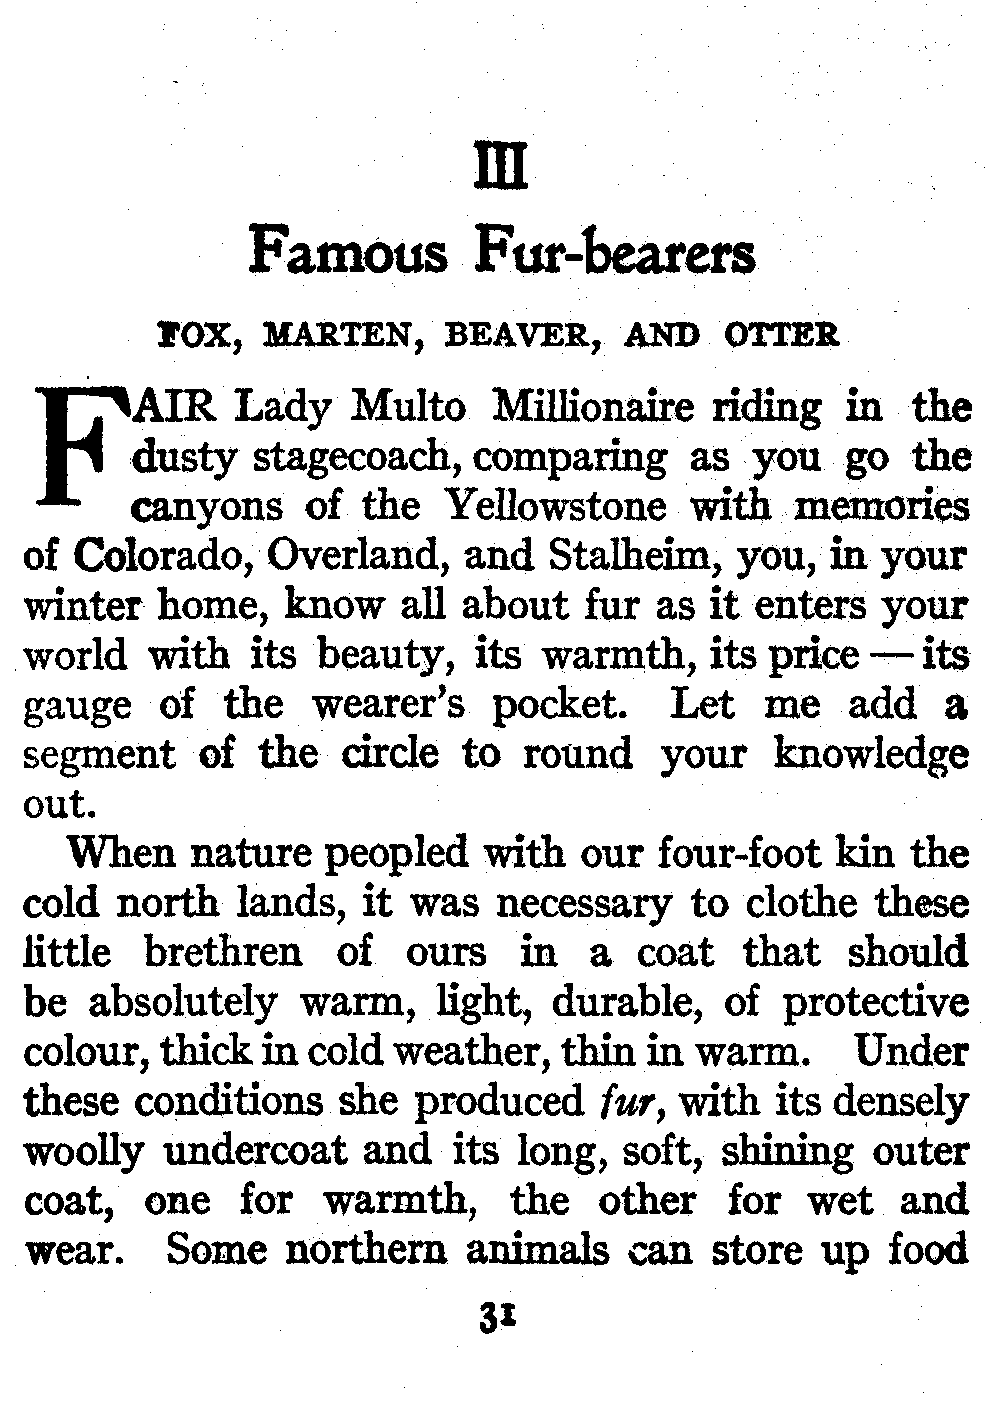 III
Famous Fur-bearers
FOX, MARTEN, BEAVER, AND OTTER
FAIR Lady Multo Millionaire riding in the
dusty stagecoach, comparing as you go the
canyons of the Yellowstone with memories
of Colorado, Overland, and Stalheim, you, in your
winter home, know all about fur as it enters your
world with its beauty, its warmth, its price — its
gauge of the wearer's pocket. Let me add a
segment of the circle to round your knowledge
out.
When nature peopled with our four-foot kin the
cold north lands, it was necessary to clothe these
little brethren of ours in a coat that should
be absolutely warm, light, durable, of protective
colour, thick in cold weather, thin in warm. Under
these conditions she produced fur, with its densely
woolly undercoat and its long, soft, shining outer
coat, one for warmth, the other for wet and
wear. Some northern animals can store up food
31